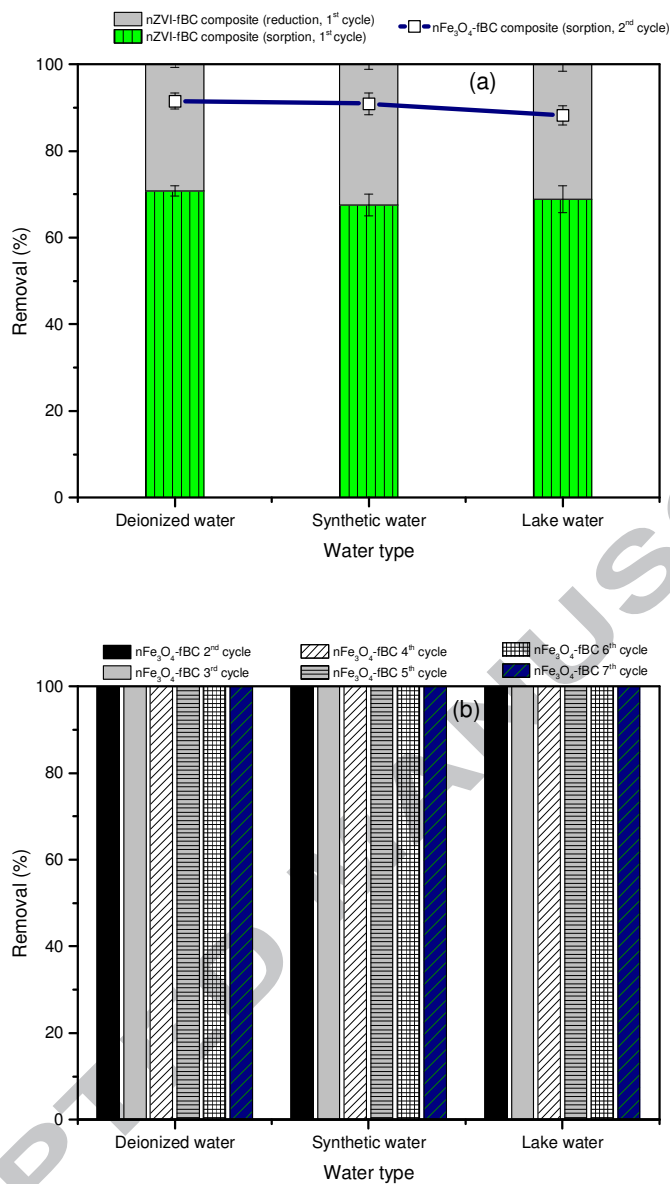 nZVI-fBC composite (reduction, 1st cycle)
nZVI-fBC composite (sorption, 1st cycle)
nFe3O4-fBC composite (sorption, 2nd cycle)
(a)
100
80
60
40
20
0
Removal (%)
Deionized water Synthetic water Lake water
Water type
nFe3O4-fBC 2nd cycle nFe3O4-fBC 4th cycle nFe3O4-fBC 6th cycle
nFe3O4-fBC 3rd cycle nFe3O4-fBC 5th cycle nFe3O4-fBC 7th cycle
(b)
100
80
60
40
20
0
Removal (%)
Deionized water Synthetic water Lake water
Water type